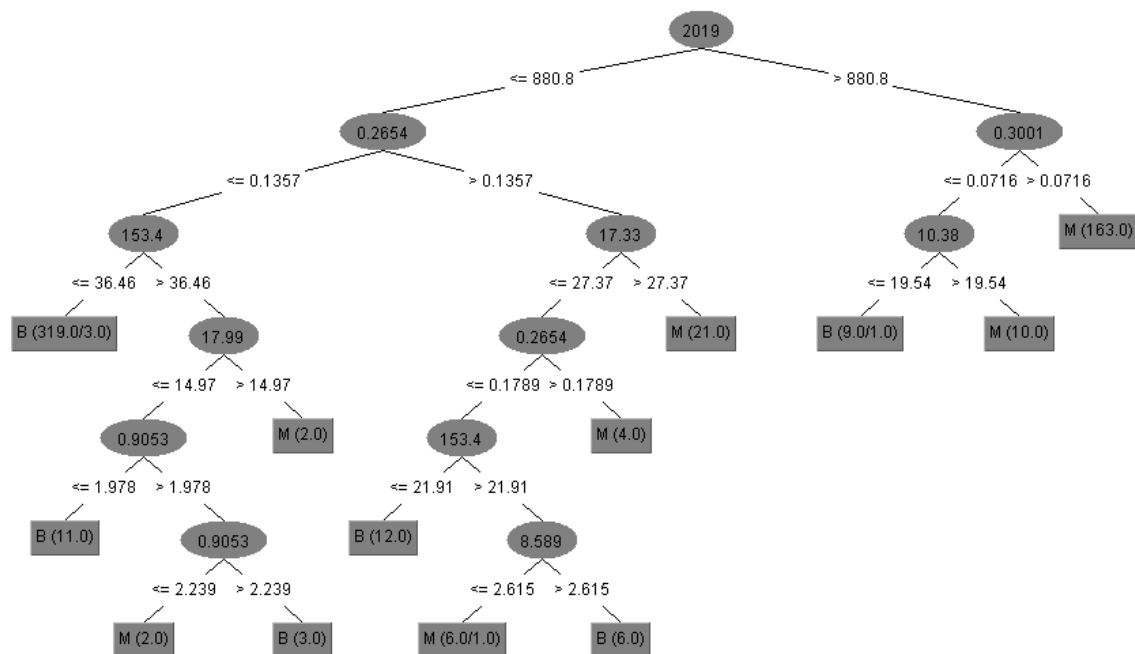 2019
<= 880.8 > 880.8
0.2654 0.3001
<= 0.1357 > 0.1357 <= 0.0716 > 0.0716
153.4 17.33 10.38 M (163.0)
<= 36.46 > 36.46 <= 27.37 > 27.37 <= 19.54 > 19.54
B (319.0/3.0) 17.99 0.2654 M (21.0) B (9.0/1.0) M (10.0)
<= 14.97 > 14.97 <= 0.1789 > 0.1789
0.9053 M (2.0) 153.4 M (4.0)
<= 1.978 > 1.978 <= 21.91 > 21.91
B (11.0) 0.9053 B (12.0) 8.589
<= 2.239 > 2.239 <= 2.615 > 2.615
M (2.0) B (3.0) M (6.0/1.0) B (6.0)